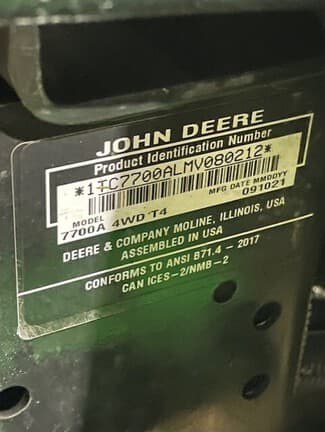 JOHN DEERE
Product Identification Number
*1TC7700ALMV080212*
MODEL
MFG DATE MMDDYY
7700A 4WD T4
091021
DEERE & COMPANY MOLINE, ILLINOIS, USA
ASSEMBLED IN USA
CONFORMS TO ANSI B71.4 – 2017
CAN ICES-2/NMB-2